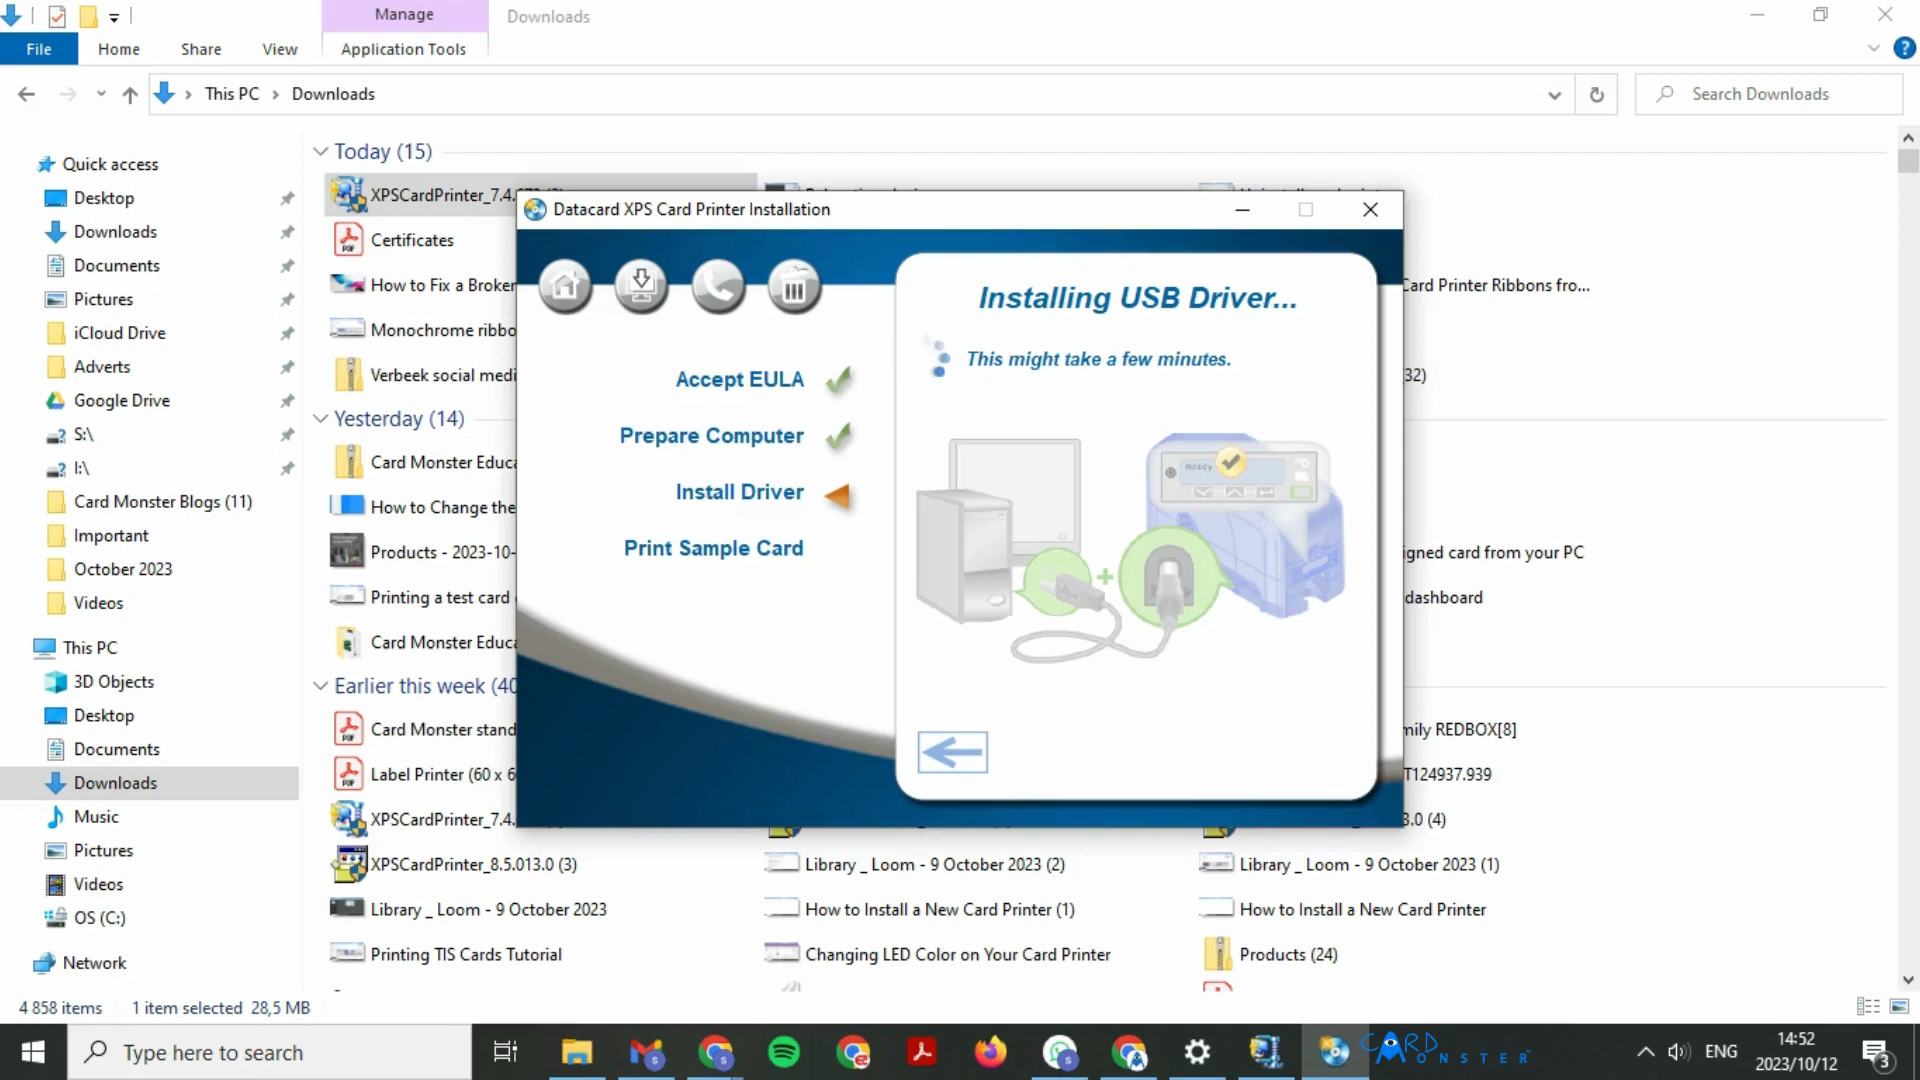 Manage
Downloads
File
Home
Share
View
Application Tools
This PC
Downloads
Search Downloads
Quick access
Desktop
Downloads
Documents
Pictures
iCloud Drive
Adverts
Google Drive
S:\
I:\
Card Monster Blogs (11)
Important
October 2023
Videos
This PC
3D Objects
Desktop
Documents
Downloads
Music
Pictures
Videos
OS (C:)
Network
Today (15)
XPSCardPrinter_7.4.
Certificates
How to Fix a Broken
Card Printer Ribbons fro...
Monochrome ribbo
Verbeek social medi
(32)
Yesterday (14)
Card Monster Educa
How to Change the
Products - 2023-10-
igned card from your PC
Printing a test card
dashboard
Card Monster Educa
Earlier this week (40
Card Monster stand
mily REDBOX[8]
Label Printer (60 x 6
T124937.939
XPSCardPrinter_7.4.
3.0 (4)
XPSCardPrinter_8.5.013.0 (3)
Library _ Loom - 9 October 2023 (2)
Library _ Loom - 9 October 2023 (1)
Library _ Loom - 9 October 2023
How to Install a New Card Printer (1)
How to Install a New Card Printer
Printing TIS Cards Tutorial
Changing LED Color on Your Card Printer
Products (24)
Datacard XPS Card Printer Installation
Accept EULA
Prepare Computer
Install Driver
Print Sample Card
Installing USB Driver...
This might take a few minutes.
Ready
4 858 items
1 item selected 28,5 MB
Type here to search
CARD MONSTER
ENG
14:52
2023/10/12
3